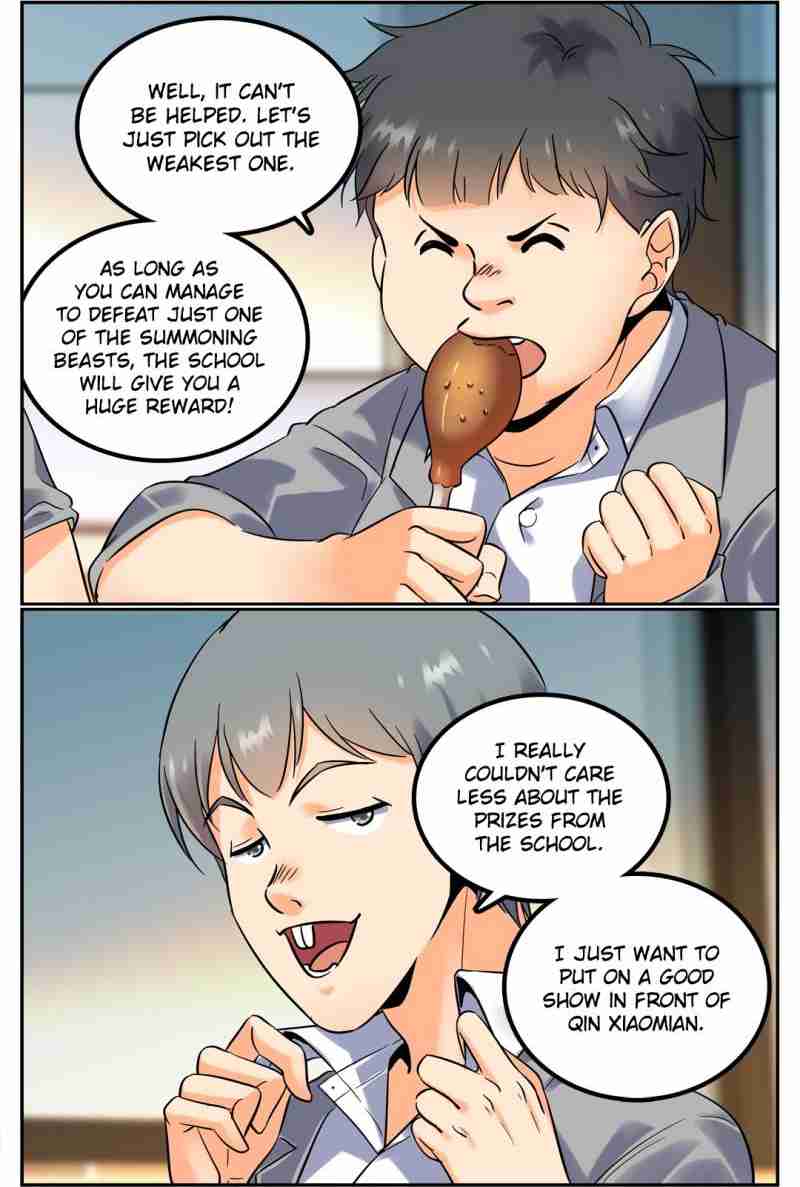 WELL, IT CAN'T
BE HELPED. LET'S
JUST PICK OUT THE
WEAKEST ONE.
AS LONG AS
YOU CAN MANAGE
TO DEFEAT JUST ONE
OF THE SUMMONING
BEASTS, THE SCHOOL
WILL GIVE YOU A
HUGE REWARD!
I REALLY
COULDN'T CARE
LESS ABOUT THE
PRIZES FROM
THE SCHOOL.
I JUST WANT TO
PUT ON A GOOD
SHOW IN FRONT OF
QIN XIAOMIAN.